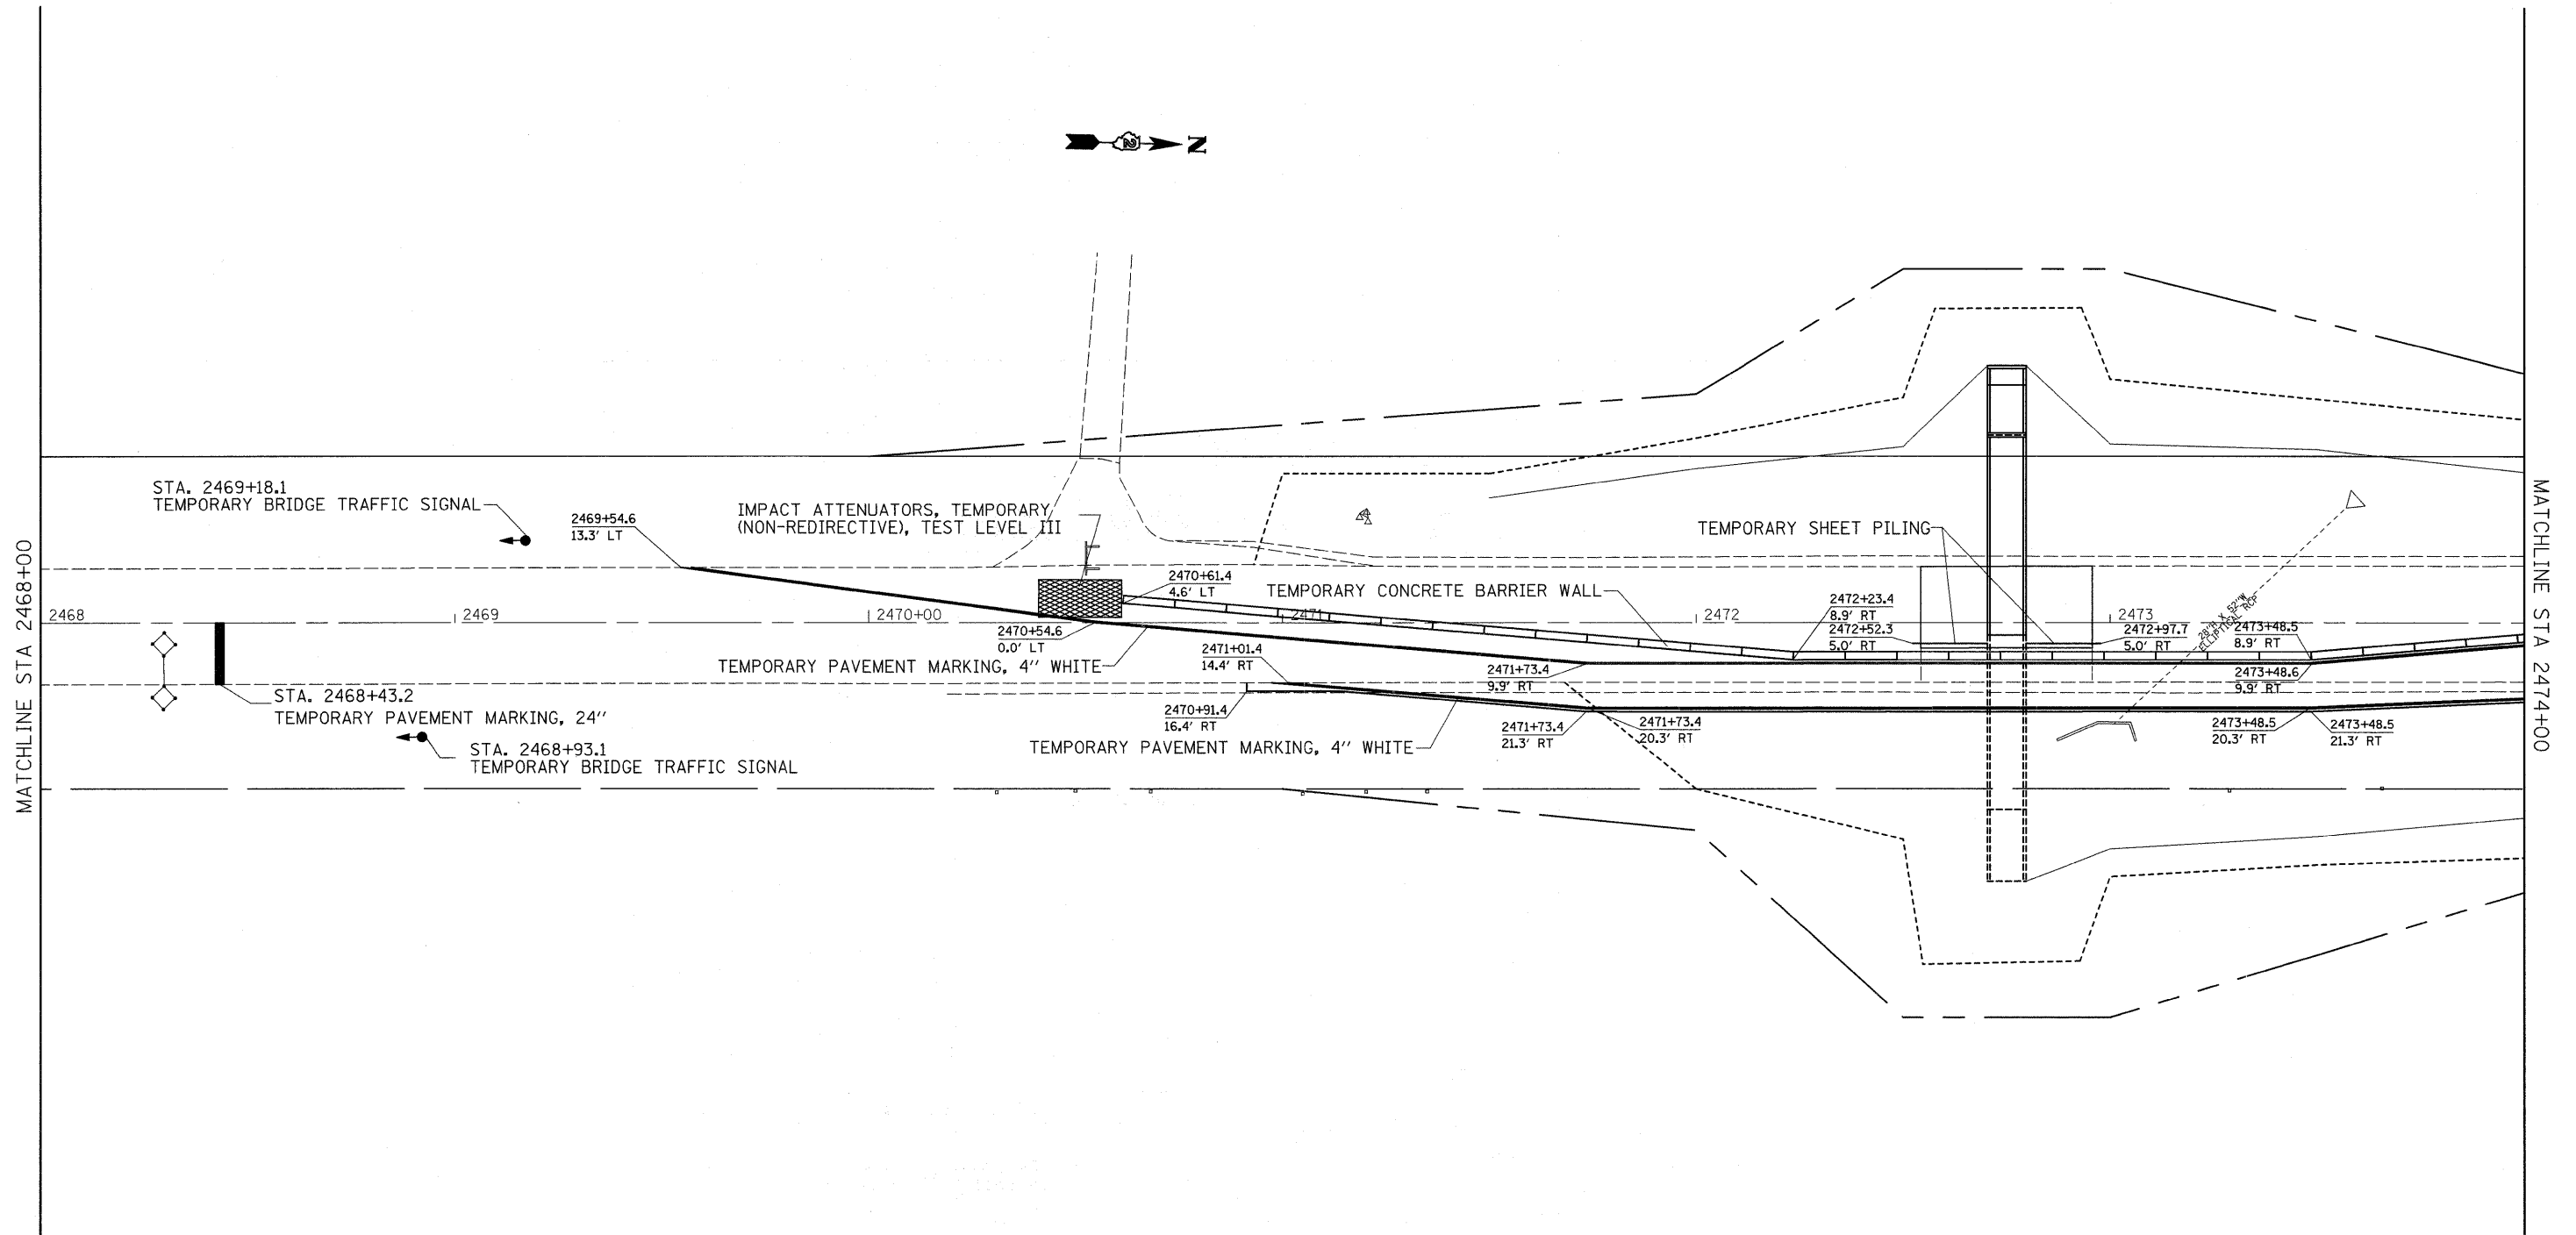 N
2
MATCHLINE STA 2468+00
MATCHLINE STA 2474+00
STA. 2469+18.1
TEMPORARY BRIDGE TRAFFIC SIGNAL
2469+54.6
13.3' LT
IMPACT ATTENUATORS, TEMPORARY
(NON-REDIRECTIVE), TEST LEVEL III
TEMPORARY SHEET PILING
2470+61.4
4.6' LT
TEMPORARY CONCRETE BARRIER WALL
2472+23.4
8.9' RT
2472+52.3
5.0' RT
2472+97.7
5.0' RT
2473+48.5
8.9' RT
28"H X 52"W
ELLIPTICAL RCP
2468
2469
2470+00
2471
2472
2473
2470+54.6
0.0' LT
TEMPORARY PAVEMENT MARKING, 4" WHITE
2471+01.4
14.4' RT
2471+73.4
9.9' RT
2473+48.6
9.9' RT
STA. 2468+43.2
TEMPORARY PAVEMENT MARKING, 24"
2470+91.4
16.4' RT
2471+73.4
21.3' RT
2471+73.4
20.3' RT
2473+48.5
20.3' RT
2473+48.5
21.3' RT
TEMPORARY PAVEMENT MARKING, 4" WHITE
STA. 2468+93.1
TEMPORARY BRIDGE TRAFFIC SIGNAL